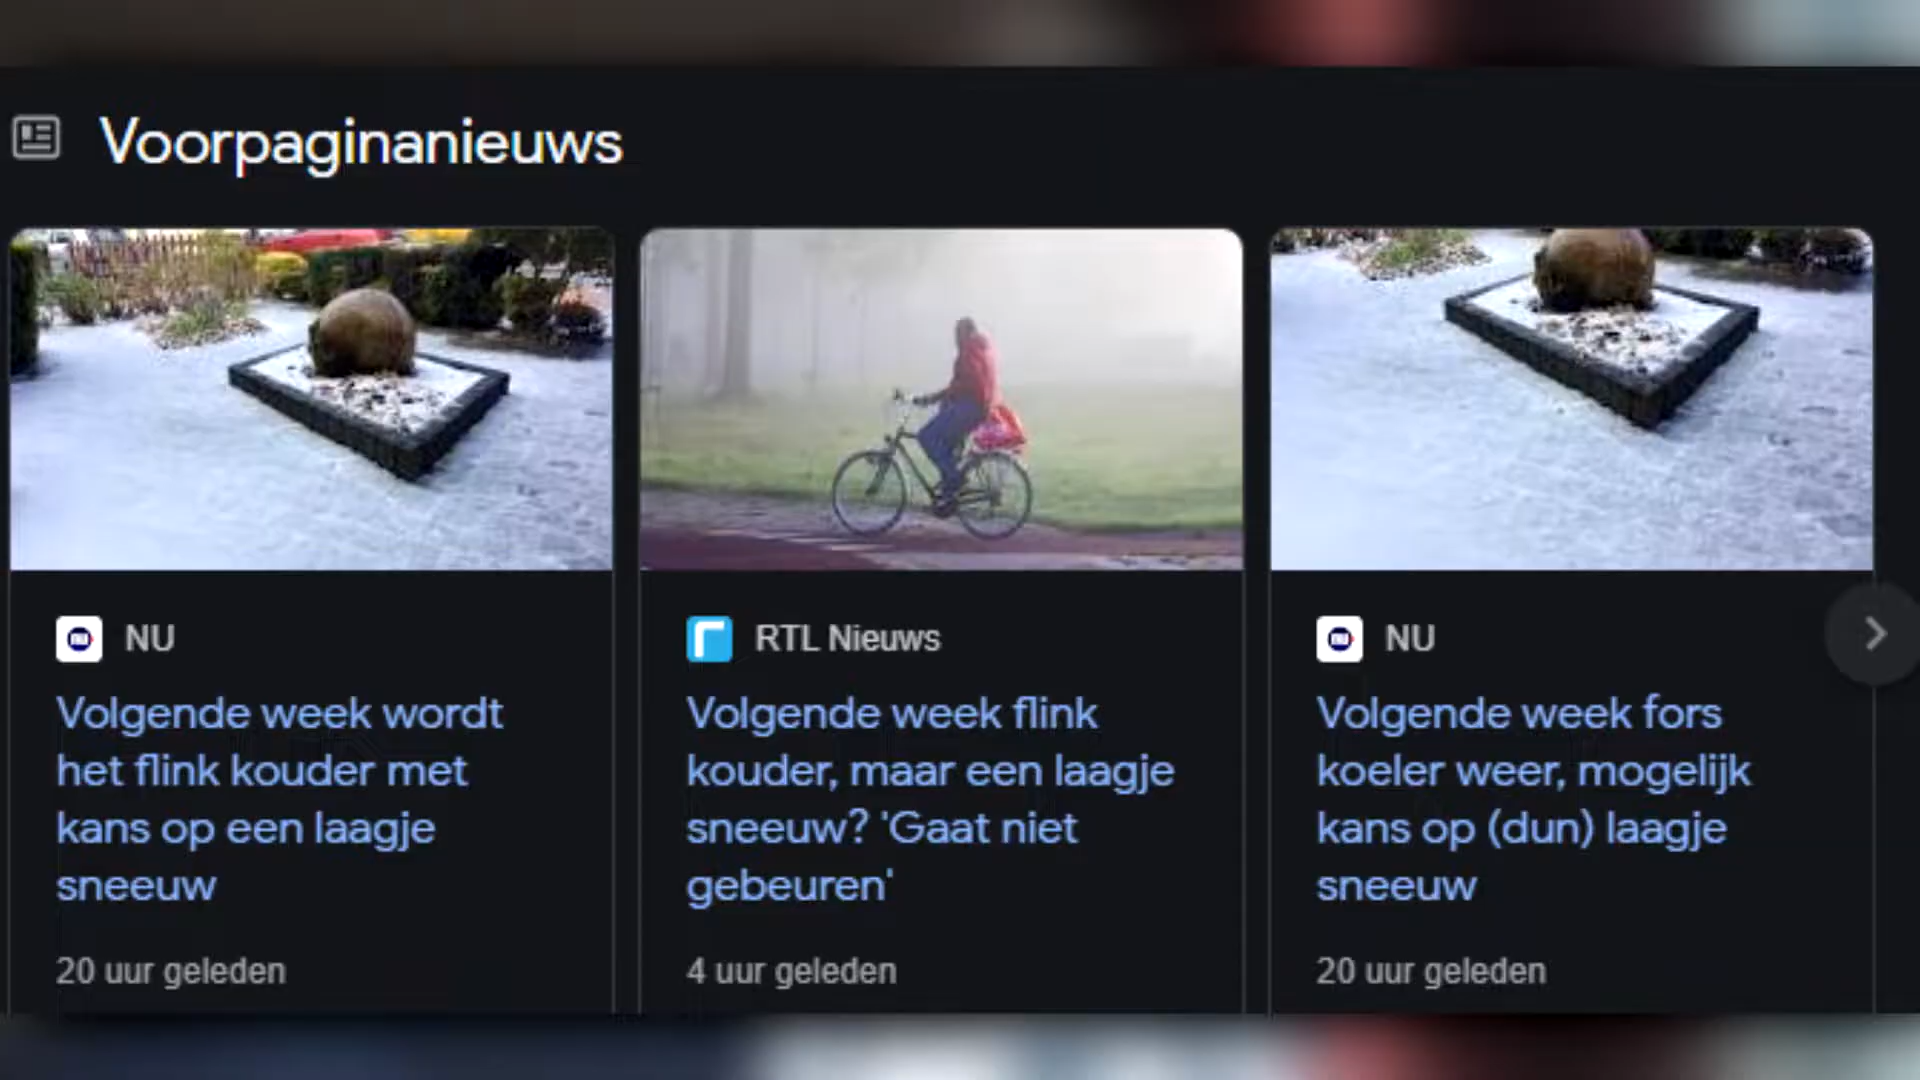 Voorpaginanieuws
NU
Volgende week wordt
het flink kouder met
kans op een laagje
sneeuw
20 uur geleden
RTL Nieuws
Volgende week flink
kouder, maar een laagje
sneeuw? 'Gaat niet
gebeuren'
4 uur geleden
NU
Volgende week fors
koeler weer, mogelijk
kans op (dun) laagje
sneeuw
20 uur geleden